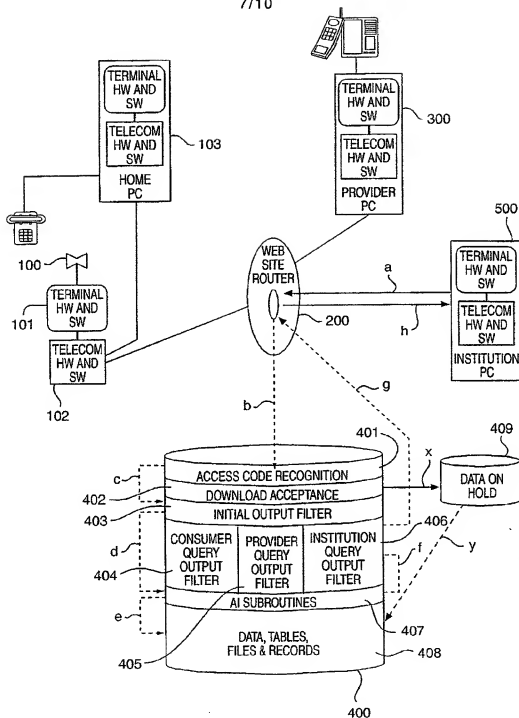 7/10
TERMINAL
HW AND
SW
TELECOM
HW AND
SW
HOME
PC
103
TERMINAL
HW AND
SW
TELECOM
HW AND
SW
PROVIDER
PC
300
100
101
TERMINAL
HW AND
SW
TELECOM
HW AND
SW
102
WEB
SITE
ROUTER
200
500
TERMINAL
HW AND
SW
TELECOM
HW AND
SW
INSTITUTION
PC
a
h
g
b
401
409
c
402
403
ACCESS CODE RECOGNITION
DOWNLOAD ACCEPTANCE
INITIAL OUTPUT FILTER
x
DATA ON
HOLD
406
d
CONSUMER
QUERY
OUTPUT
FILTER
404
PROVIDER
QUERY
OUTPUT
FILTER
INSTITUTION
QUERY
OUTPUT
FILTER
f
y
e
AI SUBROUTINES
407
405
DATA, TABLES,
FILES & RECORDS
408
400